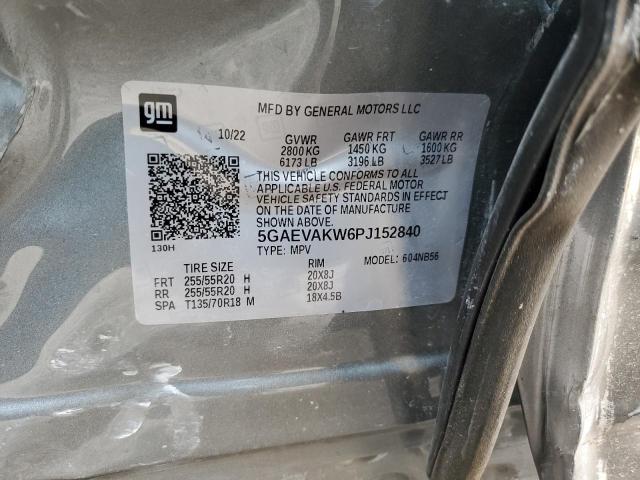 gm
MFD BY GENERAL MOTORS LLC
10/22 GVWR GAWR FRT GAWR RR
2800 KG 1450 KG 1600 KG
6173 LB 3196 LB 3527 LB
THIS VEHICLE CONFORMS TO ALL
APPLICABLE U.S. FEDERAL MOTOR
VEHICLE SAFETY STANDARDS IN EFFECT
ON THE DATE OF MANUFACTURE
SHOWN ABOVE.
5GAEVAKW6PJ152840
130H
TYPE: MPV MODEL: 604NB56
TIRE SIZE RIM
FRT 255/55R20 H 20X8J
RR 255/55R20 H 20X8J
SPA T135/70R18 M 18X4.5B